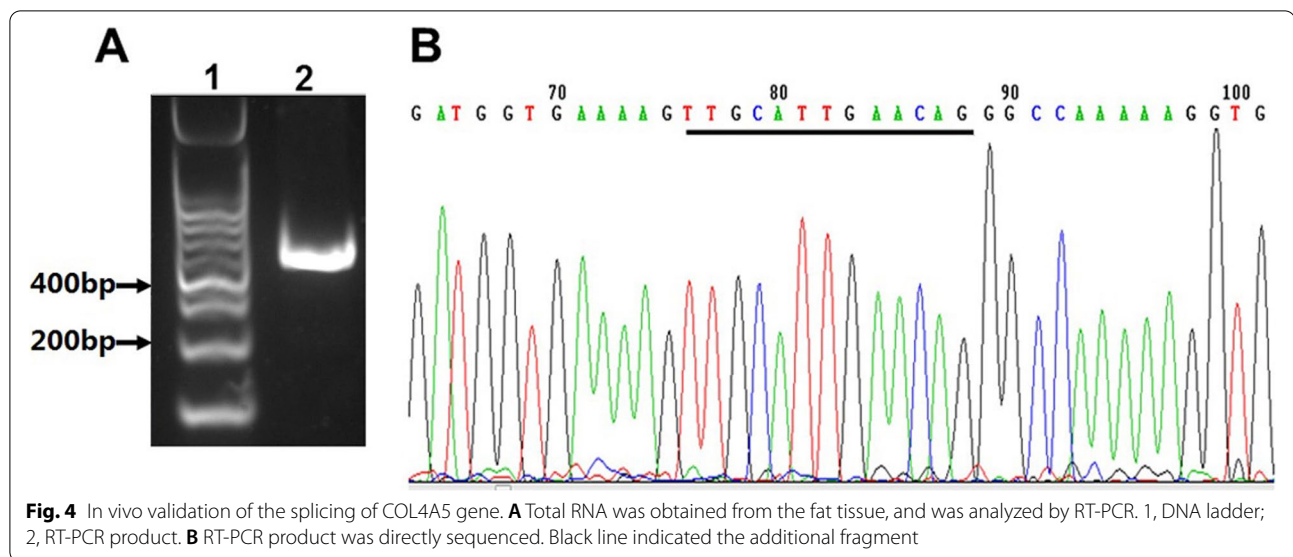 A
B
1 2
400bp
200bp
70 80 90 100
G A T G G T G A A A A G T T G C A T T G A A C A G G G C C A A A A A G G T G
Fig. 4 In vivo validation of the splicing of COL4A5 gene. A Total RNA was obtained from the fat tissue, and was analyzed by RT-PCR. 1, DNA ladder;
2, RT-PCR product. B RT-PCR product was directly sequenced. Black line indicated the additional fragment